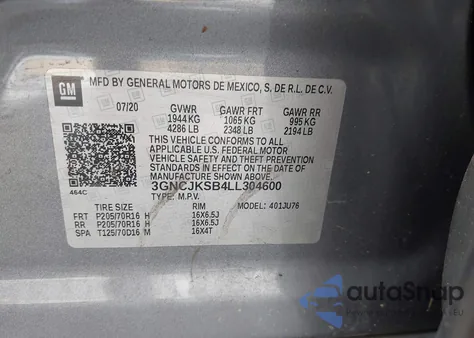 GM
MFD BY GENERAL MOTORS DE MEXICO, S, DE R.L. DE C.V.
07/20 GVWR GAWR FRT GAWR RR
1944 KG 1065 KG 995 KG
4286 LB 2348 LB 2194 LB
THIS VEHICLE CONFORMS TO ALL
APPLICABLE U.S. FEDERAL MOTOR
VEHICLE SAFETY AND THEFT PREVENTION
STANDARDS IN EFFECT ON THE DATE OF
MANUFACTURE SHOWN ABOVE.
3GNCJKSB4LL304600
464C TYPE: M.P.V. MODEL: 401JU76
TIRE SIZE RIM
FRT P205/70R16 H 16X6.5J
RR P205/70R16 H 16X6.5J
SPA T125/70D16 M 16X4T
autoSnap